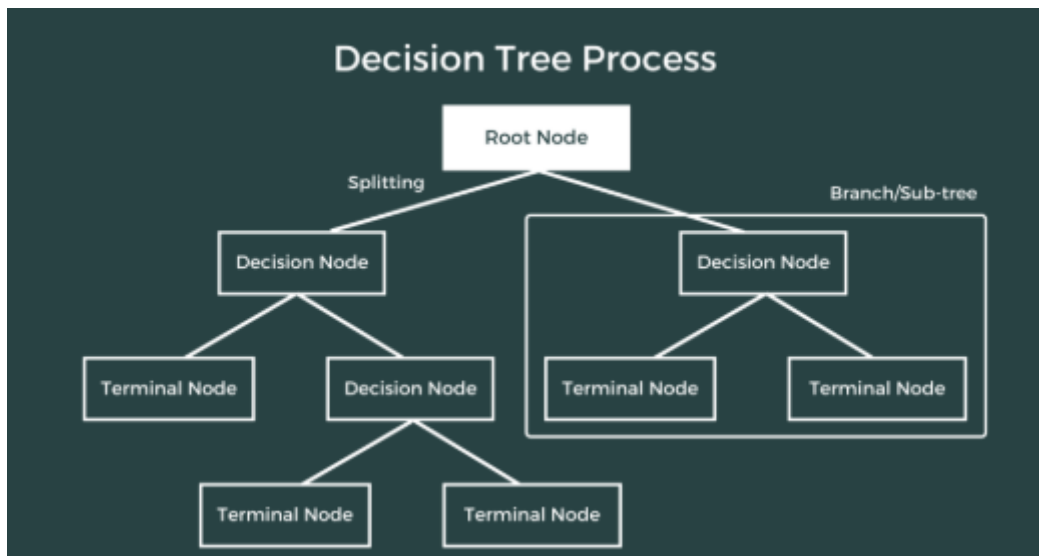 Decision Tree Process
Root Node
Splitting
Branch/Sub-tree
Decision Node
Decision Node
Terminal Node
Decision Node
Terminal Node
Terminal Node
Terminal Node
Terminal Node